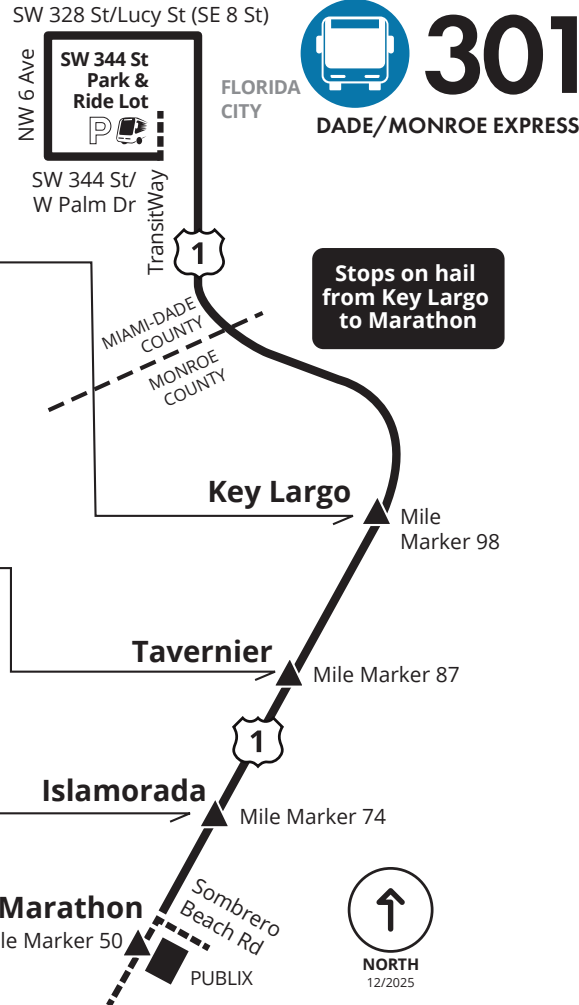 SW 328 St/Lucy St (SE 8 St)
301
DADE/MONROE EXPRESS
NW 6 Ave
SW 344 St
Park &
Ride Lot
P
FLORIDA
CITY
SW 344 St/
W Palm Dr
TransitWay
1
Stops on hail
from Key Largo
to Marathon
MIAMI-DADE
COUNTY
MONROE
COUNTY
Key Largo
Mile
Marker 98
Tavernier
Mile Marker 87
1
Islamorada
Mile Marker 74
Marathon
le Marker 50
Sombrero
Beach Rd
PUBLIX
NORTH
12/2025